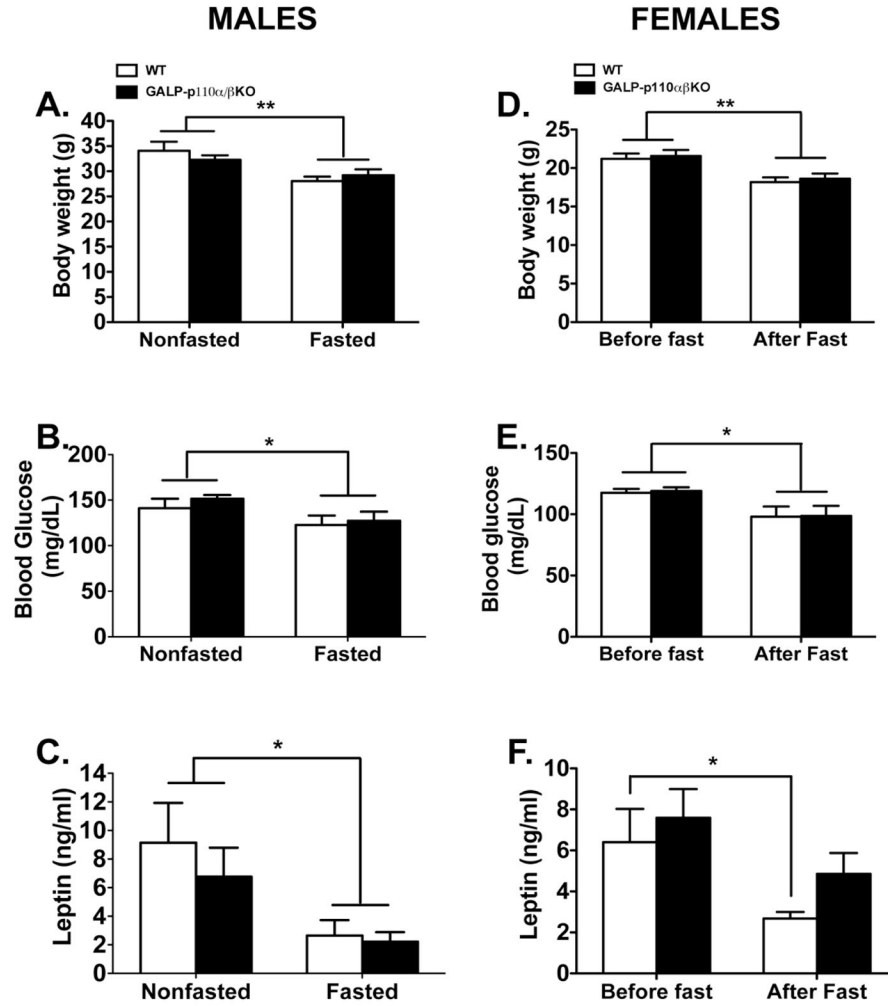 MALES
FEMALES
WT
GALP-p110α/βKO
WT
GALP-p110αβKO
A.
**
Body weight (g)
40
35
30
25
20
15
10
5
0
Nonfasted Fasted
D.
**
Body weight (g)
25
20
15
10
5
0
Before fast After Fast
B.
*
Blood Glucose
(mg/dL)
200
150
100
50
0
Nonfasted Fasted
E.
*
Blood glucose
(mg/dL)
150
100
50
0
Before fast After Fast
C.
*
Leptin (ng/ml)
14
12
10
8
6
4
2
0
Nonfasted Fasted
F.
*
Leptin (ng/ml)
10
8
6
4
2
0
Before fast After Fast